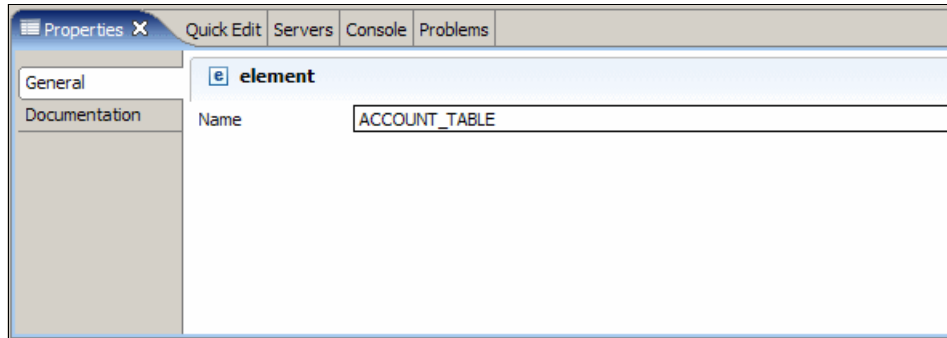 Properties Quick Edit Servers Console Problems
General
e element
Documentation
Name ACCOUNT_TABLE